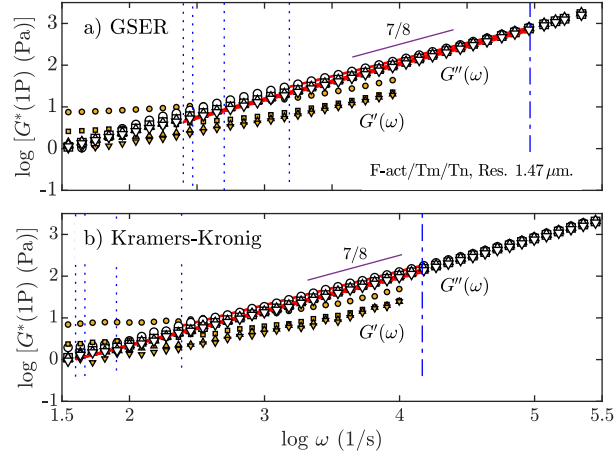 a) GSER
7/8
G′′(ω)
G′(ω)
F-act/Tm/Tn, Res. 1.47 μm.
log [G*(1P) (Pa)]
3
2
1
0
-1
b) Kramers-Kronig
7/8
G′′(ω)
G′(ω)
log [G*(1P) (Pa)]
3
2
1
0
-1
1.5 2 3 4 5 5.5
log ω (1/s)